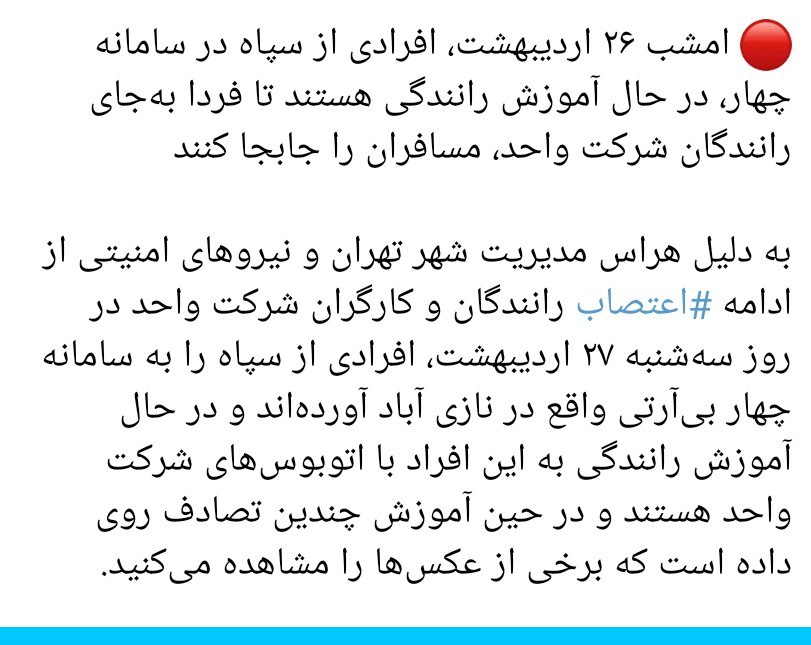 🔴 امشب ۲۶ اردیبهشت، افرادی از سپاه در سامانه
چهار، در حال آموزش رانندگی هستند تا فردا به‌جای
رانندگان شرکت واحد، مسافران را جابجا کنند
به دلیل هراس مدیریت شهر تهران و نیروهای امنیتی از
ادامه #اعتصاب رانندگان و کارگران شرکت واحد در
روز سه‌شنبه ۲۷ اردیبهشت، افرادی از سپاه را به سامانه
چهار بی‌آرتی واقع در نازی آباد آورده‌اند و در حال
آموزش رانندگی به این افراد با اتوبوس‌های شرکت
واحد هستند و در حین آموزش چندین تصادف روی
داده است که برخی از عکس‌ها را مشاهده می‌کنید.